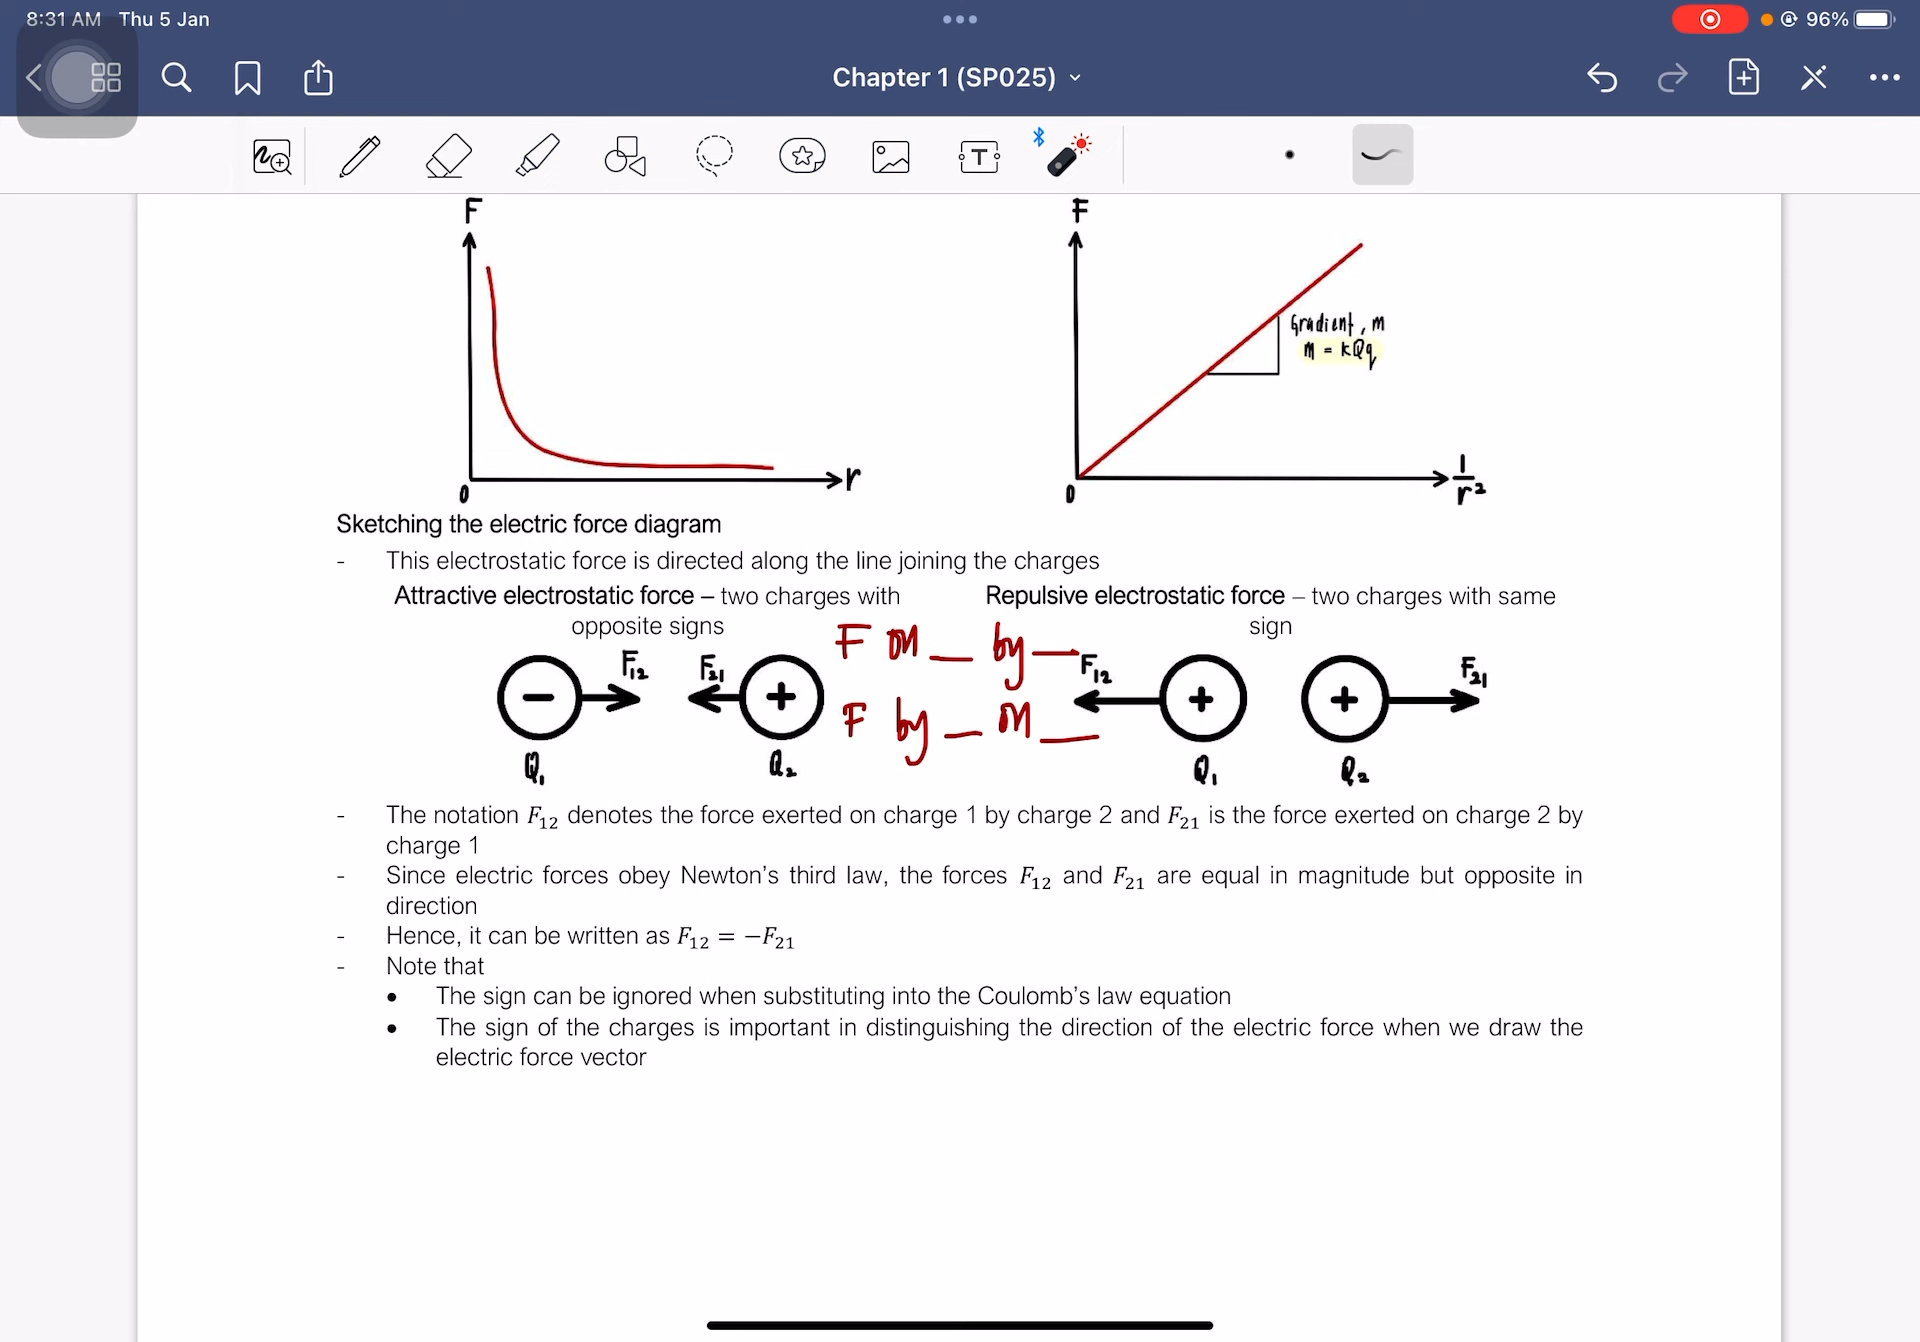 8:31 AM Thu 5 Jan
96%
Chapter 1 (SP025)
T
F
0
r
F
Gradient, m
m = kQq
0
1/r²
Sketching the electric force diagram
- This electrostatic force is directed along the line joining the charges
Attractive electrostatic force – two charges with
opposite signs
Repulsive electrostatic force – two charges with same
sign
F on _ by _
F by _ on _
F₁₂ F₂₁
− +
Q₁ Q₂
F₁₂ F₂₁
+ +
Q₁ Q₂
- The notation F₁₂ denotes the force exerted on charge 1 by charge 2 and F₂₁ is the force exerted on charge 2 by
charge 1
- Since electric forces obey Newton's third law, the forces F₁₂ and F₂₁ are equal in magnitude but opposite in
direction
- Hence, it can be written as F₁₂ = −F₂₁
- Note that
• The sign can be ignored when substituting into the Coulomb's law equation
• The sign of the charges is important in distinguishing the direction of the electric force when we draw the
electric force vector